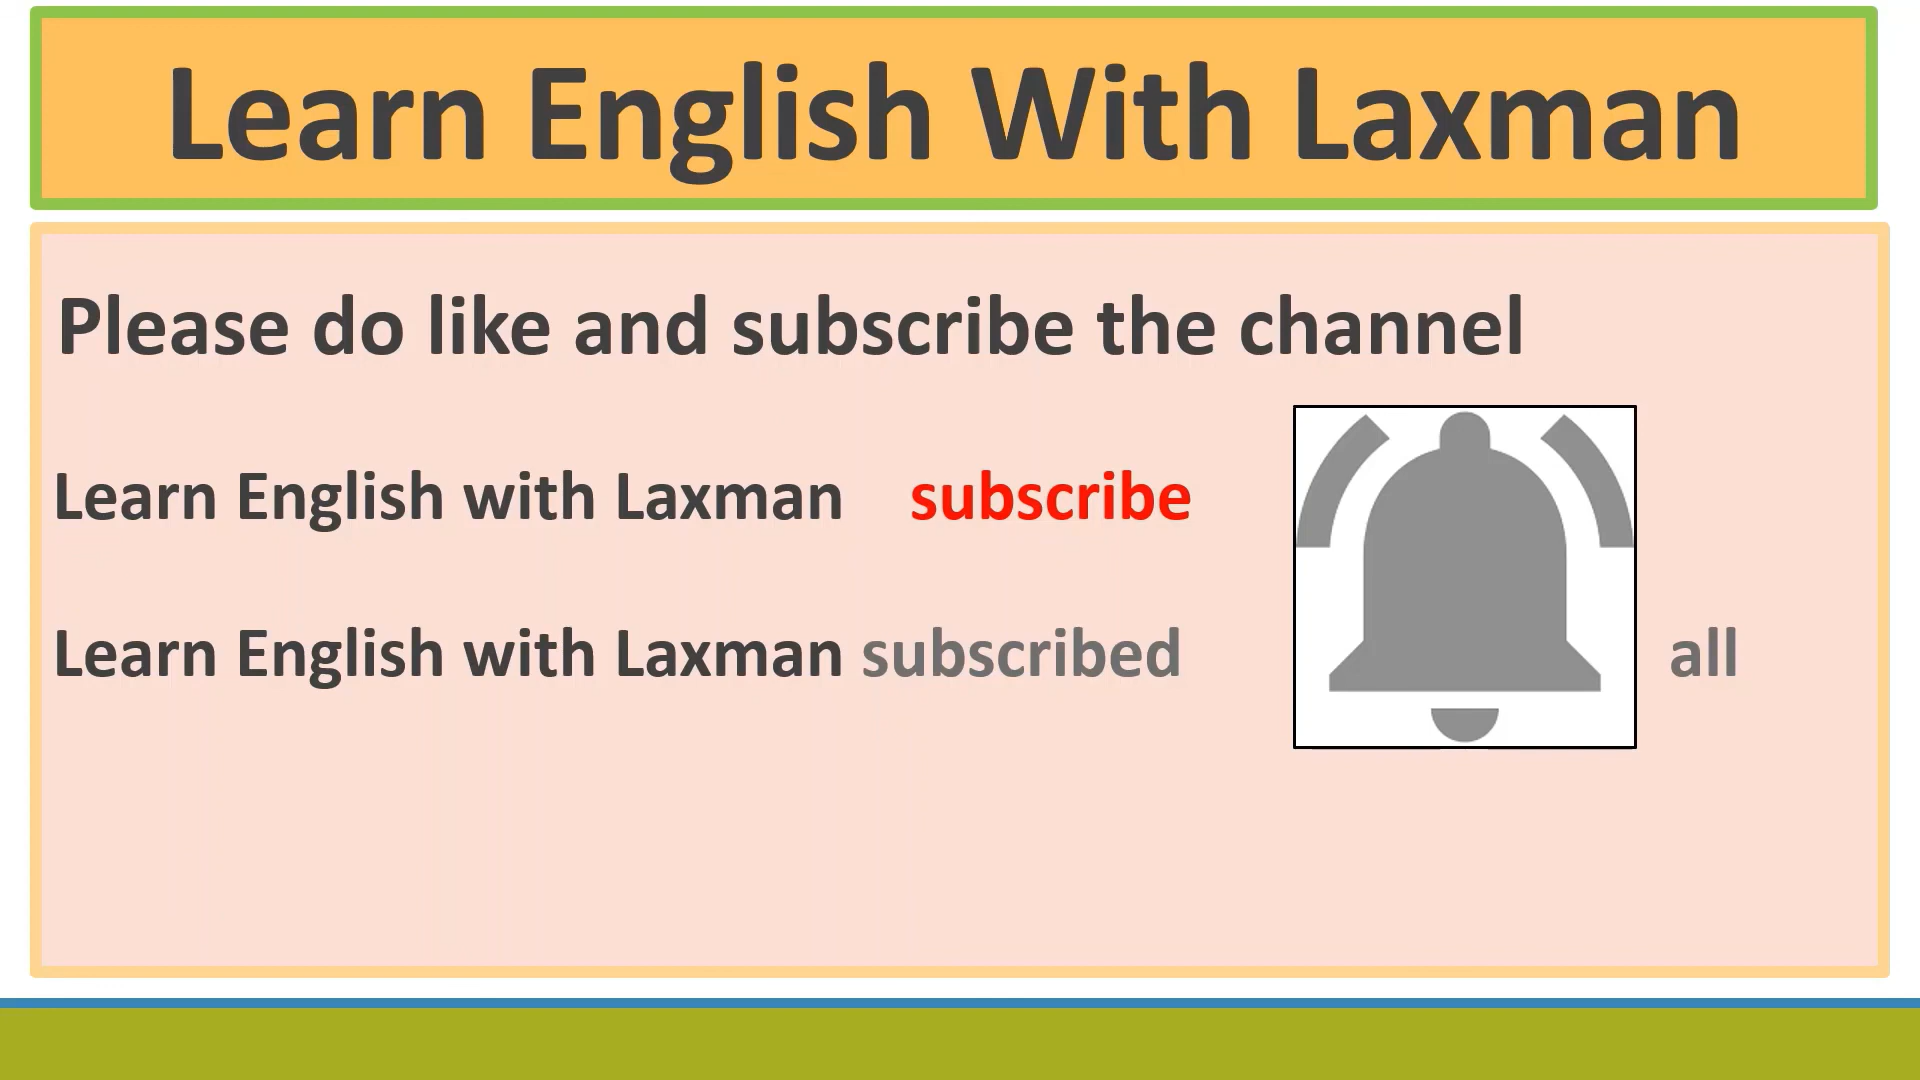 Learn English With Laxman
Please do like and subscribe the channel
Learn English with Laxman subscribe
Learn English with Laxman subscribed all